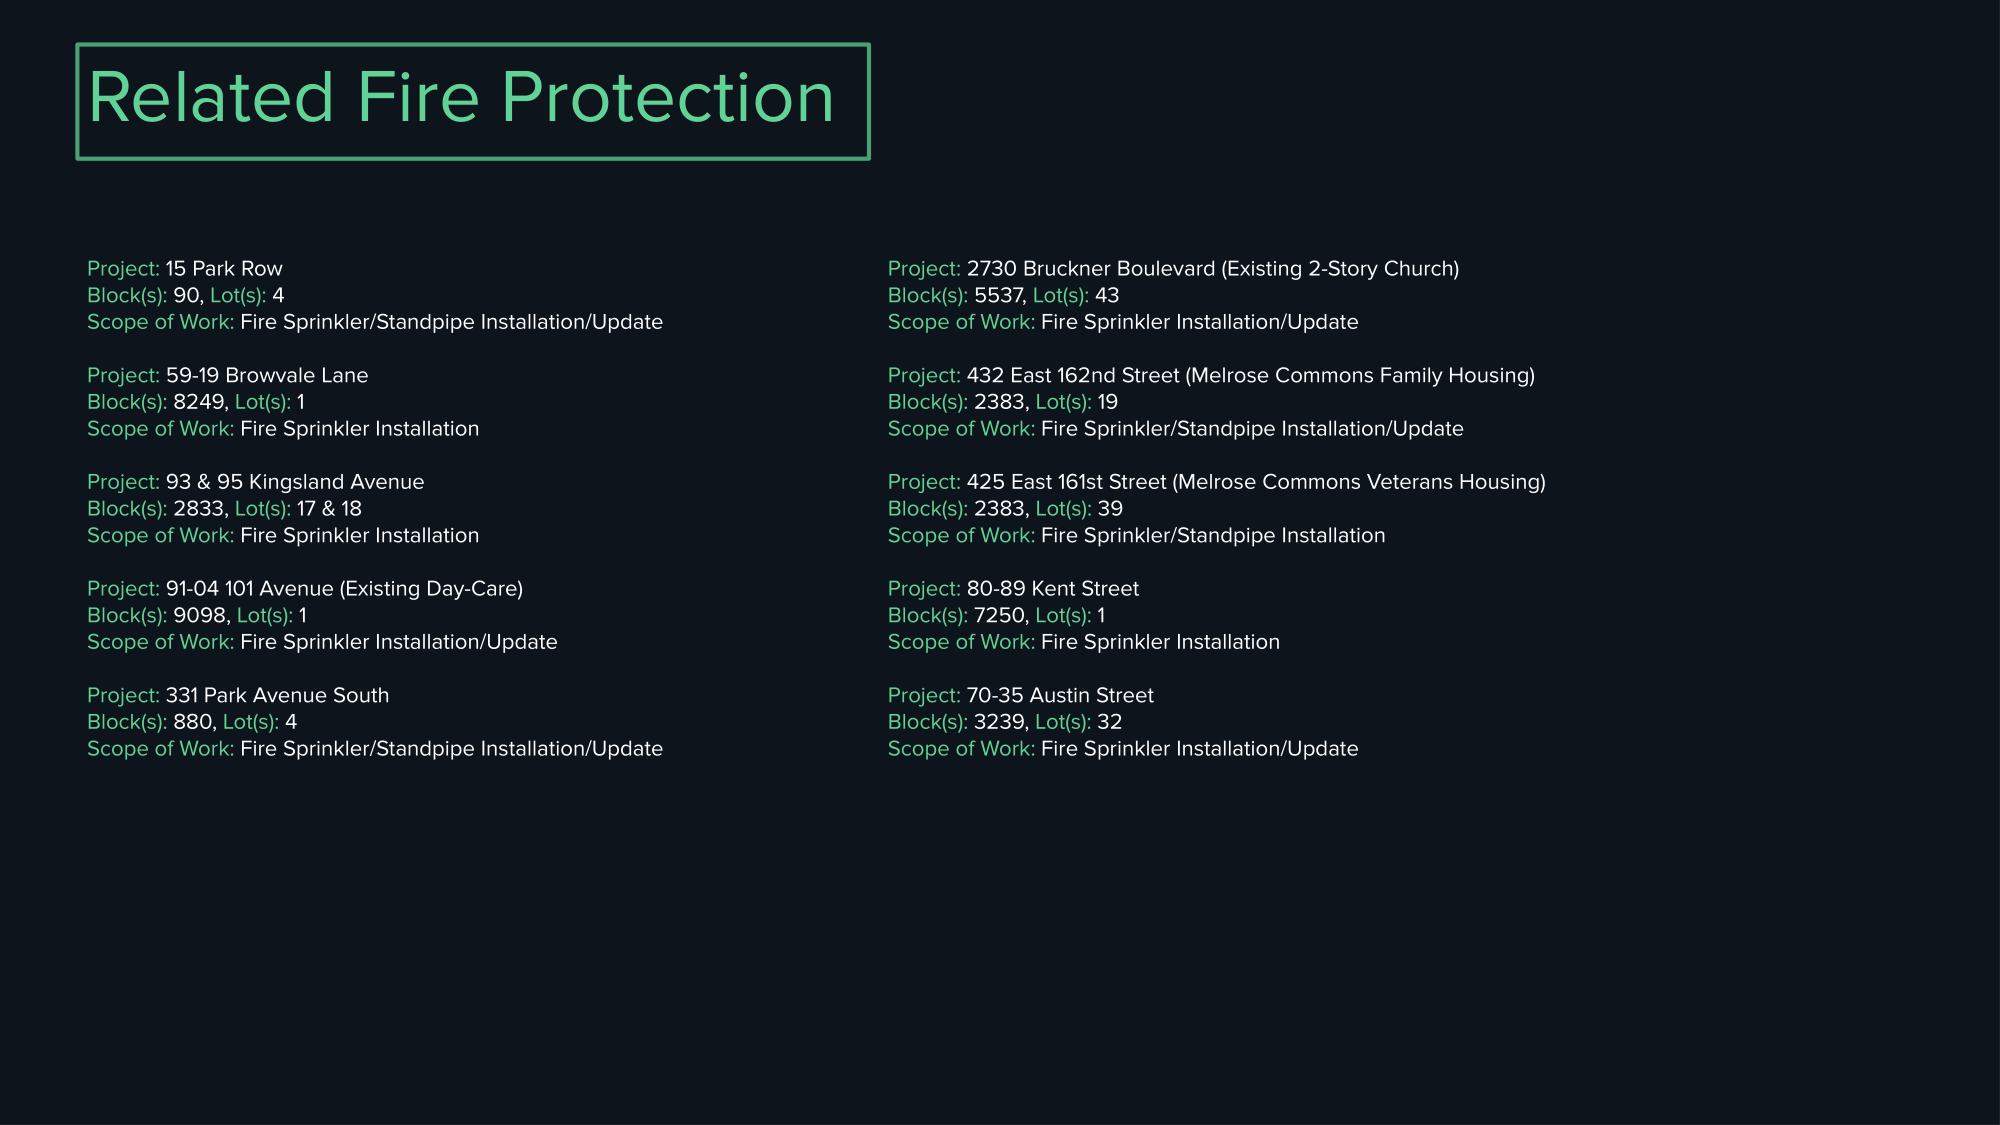 Related Fire Protection
Project: 15 Park Row
Block(s): 90, Lot(s): 4
Scope of Work: Fire Sprinkler/Standpipe Installation/Update
Project: 59-19 Browvale Lane
Block(s): 8249, Lot(s): 1
Scope of Work: Fire Sprinkler Installation
Project: 93 & 95 Kingsland Avenue
Block(s): 2833, Lot(s): 17 & 18
Scope of Work: Fire Sprinkler Installation
Project: 91-04 101 Avenue (Existing Day-Care)
Block(s): 9098, Lot(s): 1
Scope of Work: Fire Sprinkler Installation/Update
Project: 331 Park Avenue South
Block(s): 880, Lot(s): 4
Scope of Work: Fire Sprinkler/Standpipe Installation/Update
Project: 2730 Bruckner Boulevard (Existing 2-Story Church)
Block(s): 5537, Lot(s): 43
Scope of Work: Fire Sprinkler Installation/Update
Project: 432 East 162nd Street (Melrose Commons Family Housing)
Block(s): 2383, Lot(s): 19
Scope of Work: Fire Sprinkler/Standpipe Installation/Update
Project: 425 East 161st Street (Melrose Commons Veterans Housing)
Block(s): 2383, Lot(s): 39
Scope of Work: Fire Sprinkler/Standpipe Installation
Project: 80-89 Kent Street
Block(s): 7250, Lot(s): 1
Scope of Work: Fire Sprinkler Installation
Project: 70-35 Austin Street
Block(s): 3239, Lot(s): 32
Scope of Work: Fire Sprinkler Installation/Update